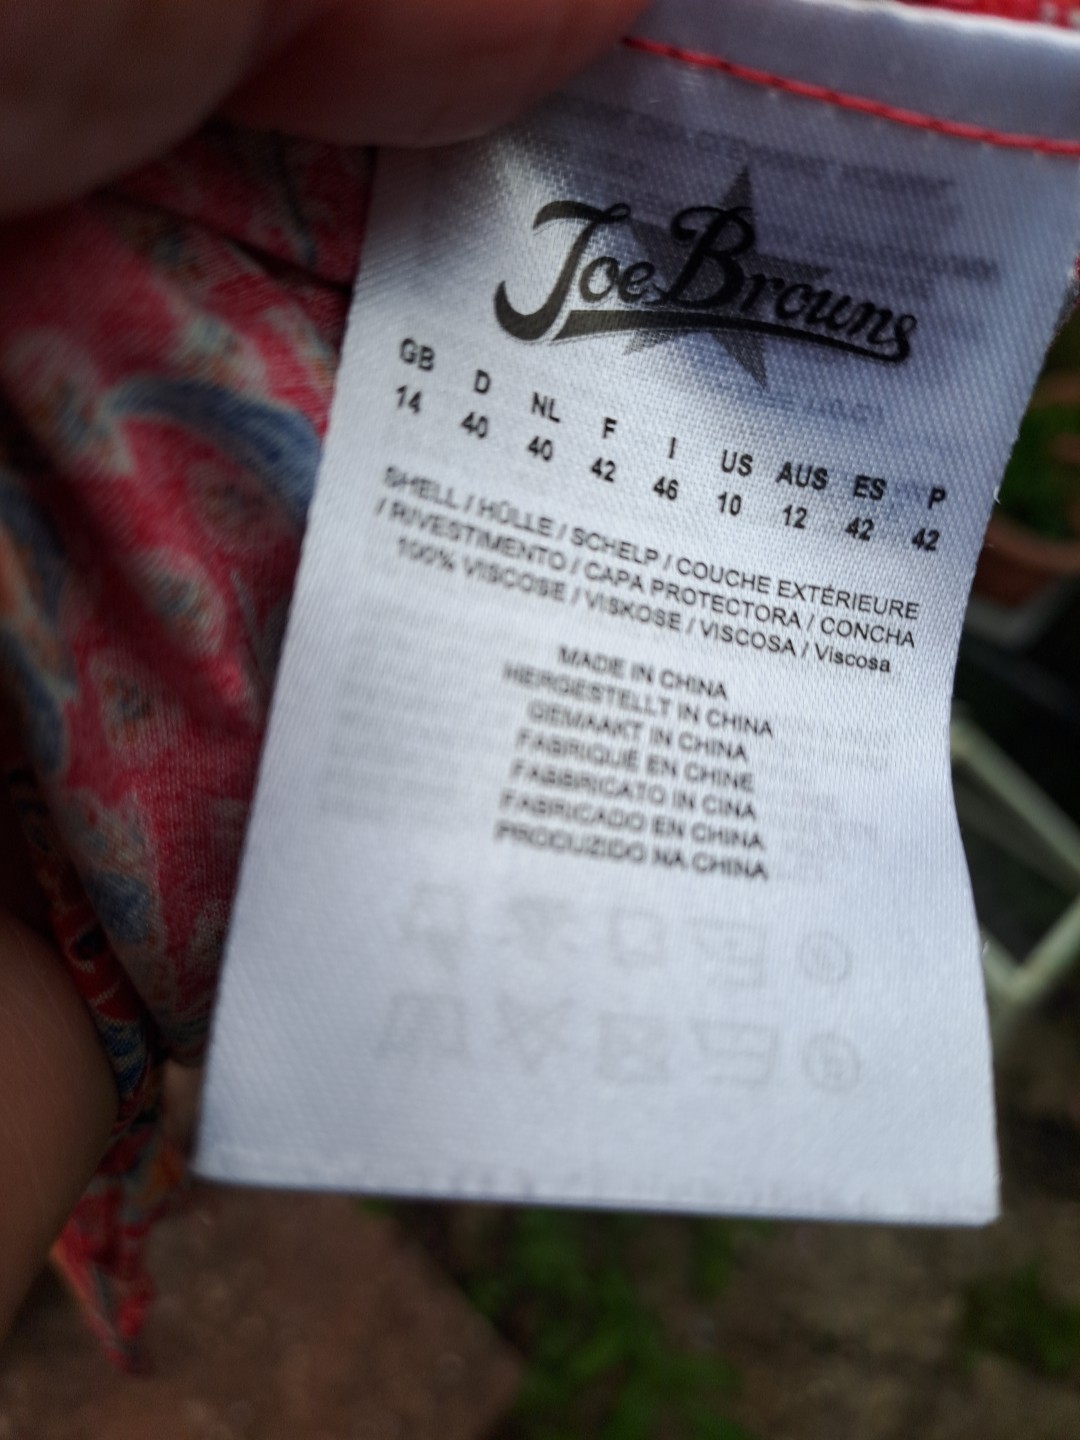 Joe Browns
GB D NL F I US AUS ES P
14 40 40 42 46 10 12 42 42
SHELL / HÜLLE / SCHELP / COUCHE EXTÉRIEURE
/ RIVESTIMENTO / CAPA PROTECTORA / CONCHA
100% VISCOSE / VISKOSE / VISCOSA / Viscosa
MADE IN CHINA
HERGESTELLT IN CHINA
GEMAAKT IN CHINA
FABRIQUÉ EN CHINE
FABBRICATO IN CINA
FABRICADO EN CHINA
PRODUZIDO NA CHINA